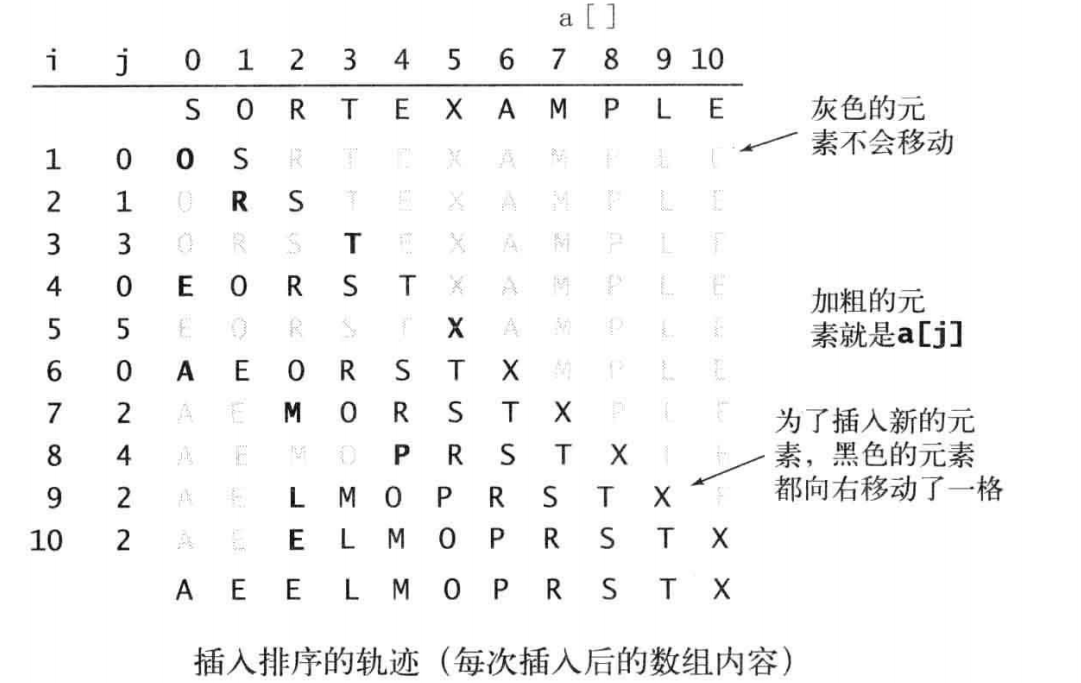 a[]
i j 0 1 2 3 4 5 6 7 8 9 10
S O R T E X A M P L E
灰色的元
素不会移动
1 0 O S R T E X A M P L E
2 1 O R S T E X A M P L E
3 3 O R S T E X A M P L E
4 0 E O R S T X A M P L E
加粗的元
素就是a[j]
5 5 E O R S T X A M P L E
6 0 A E O R S T X M P L E
7 2 A E M O R S T X P L E
为了插入新的元
素，黑色的元素
都向右移动了一格
8 4 A E M O P R S T X L E
9 2 A E L M O P R S T X E
10 2 A E E L M O P R S T X
A E E L M O P R S T X
插入排序的轨迹（每次插入后的数组内容）